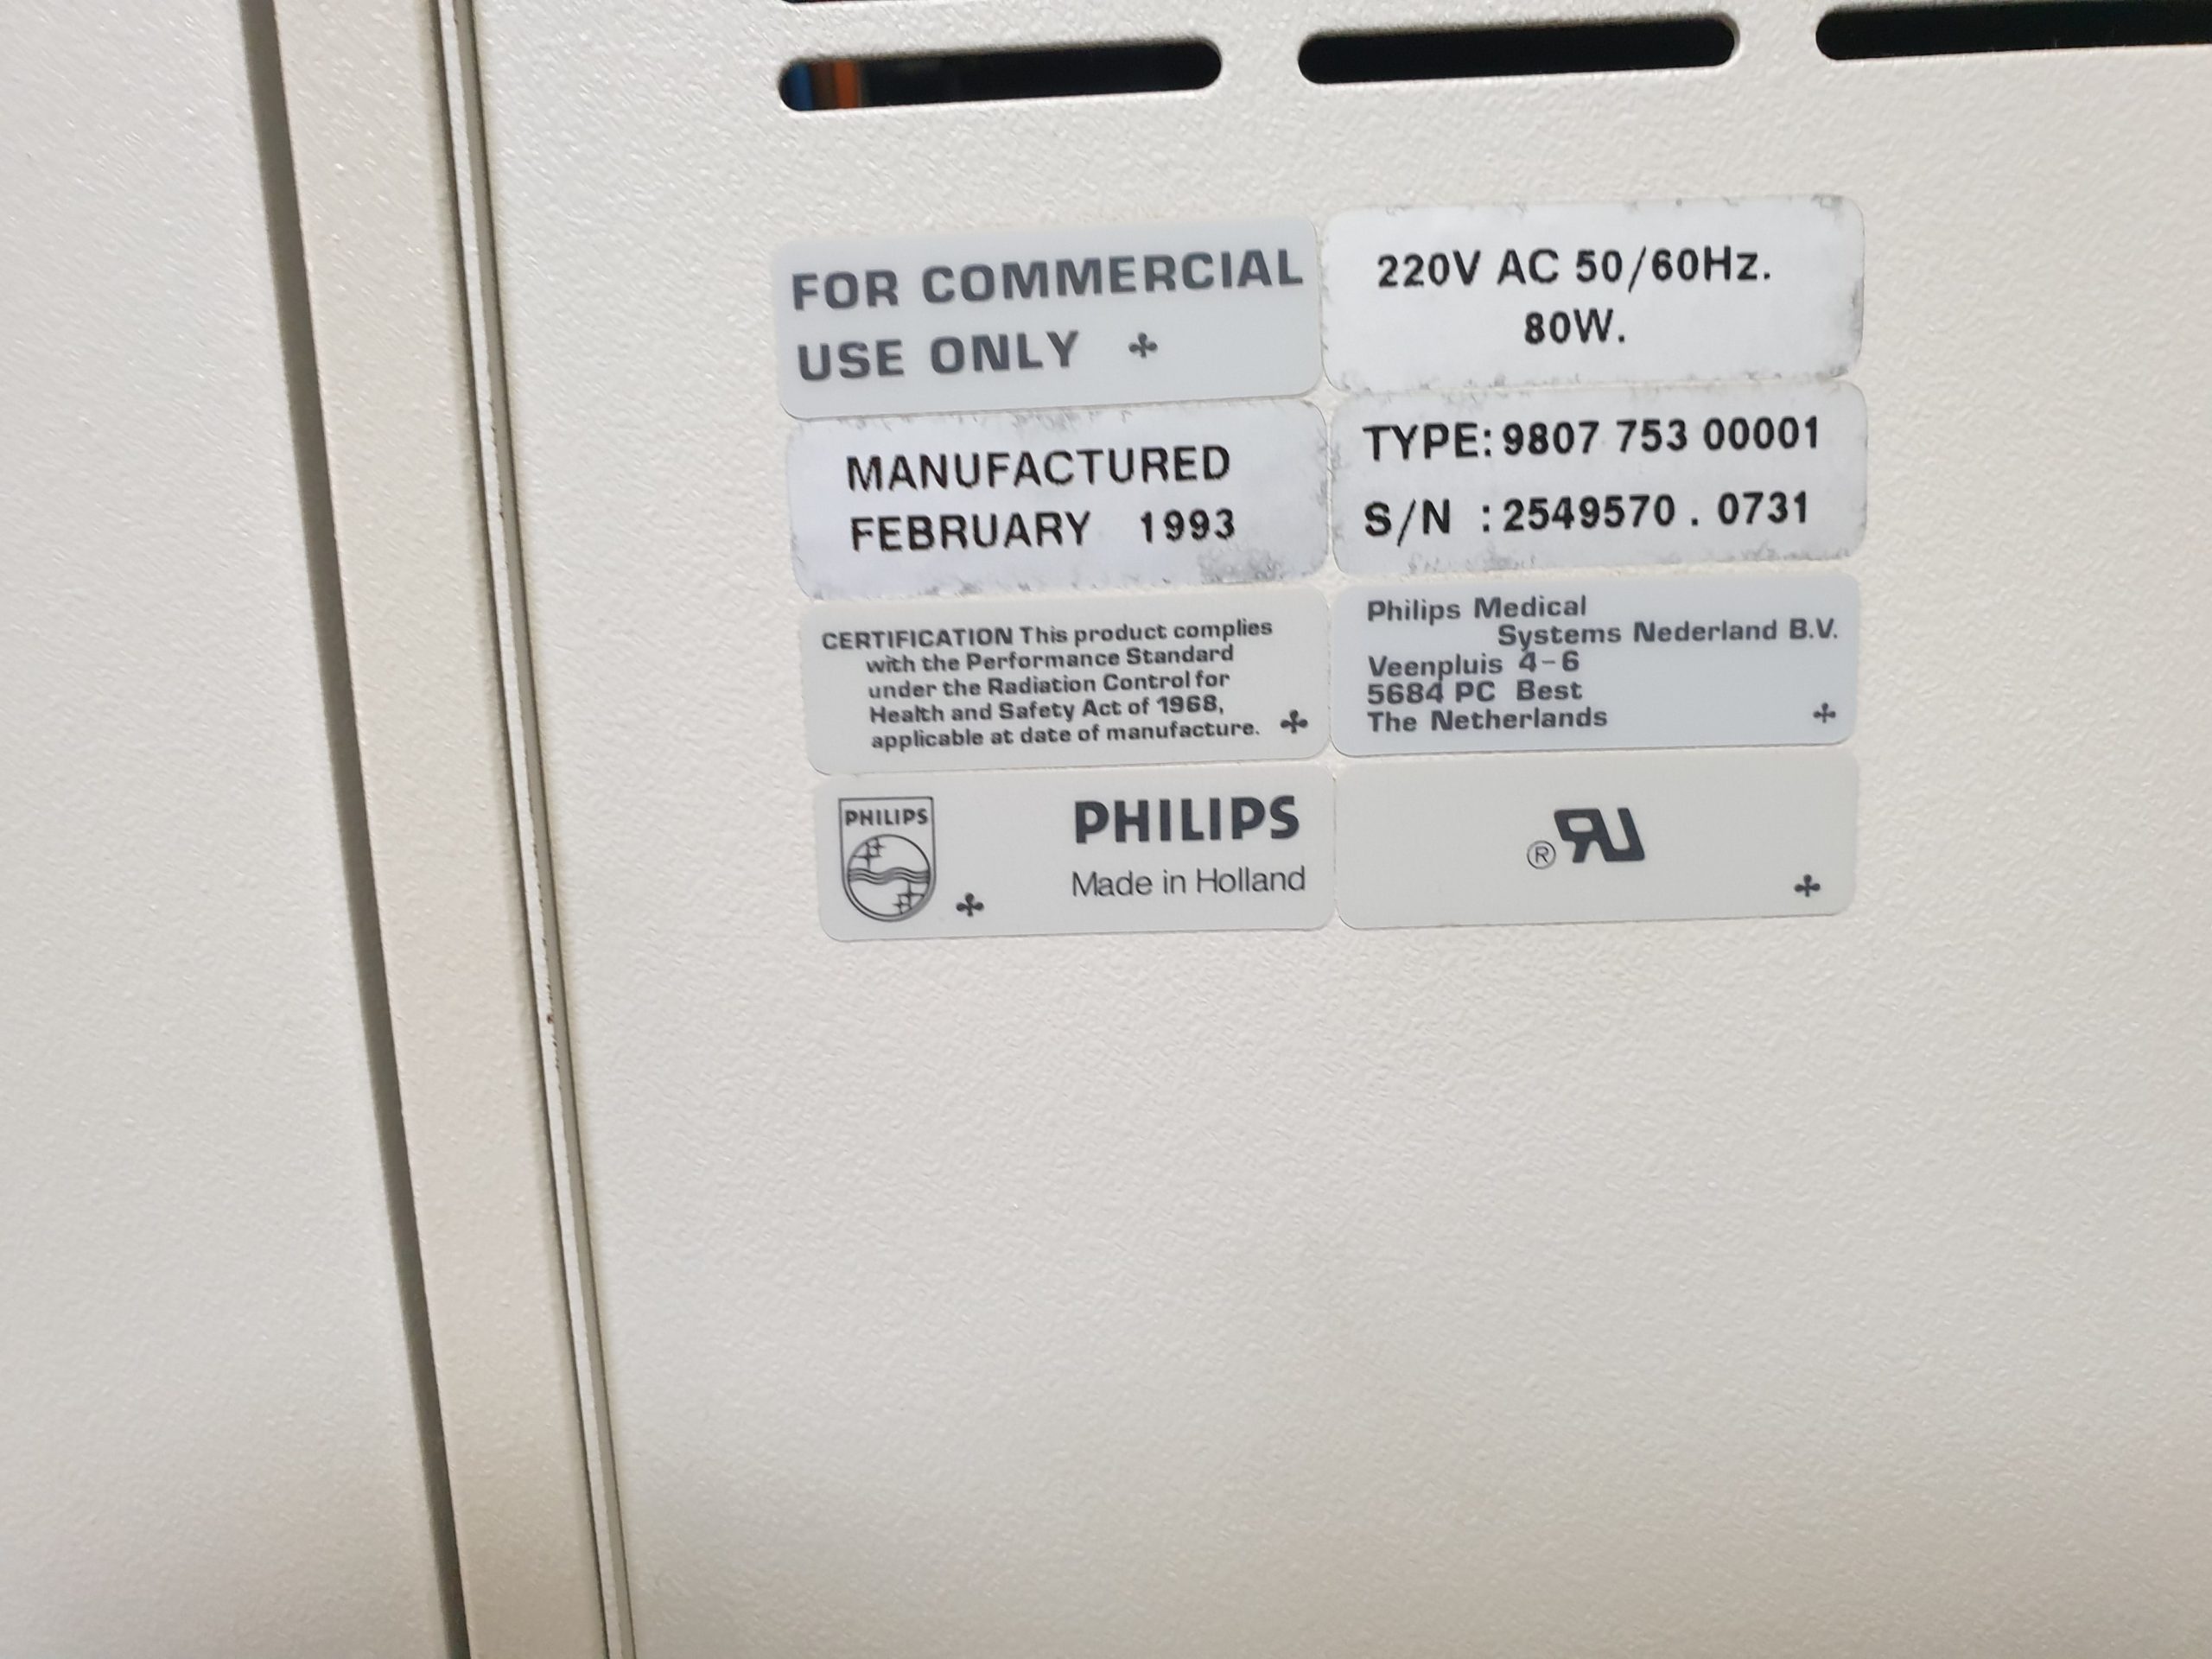 FOR COMMERCIAL
USE ONLY
220V AC 50/60Hz.
80W.
MANUFACTURED
FEBRUARY 1993
TYPE: 9807 753 00001
S/N : 2549570 . 0731
CERTIFICATION This product complies
with the Performance Standard
under the Radiation Control for
Health and Safety Act of 1968,
applicable at date of manufacture.
Philips Medical
Systems Nederland B.V.
Veenpluis 4-6
5684 PC Best
The Netherlands
PHILIPS
PHILIPS
Made in Holland
®RU